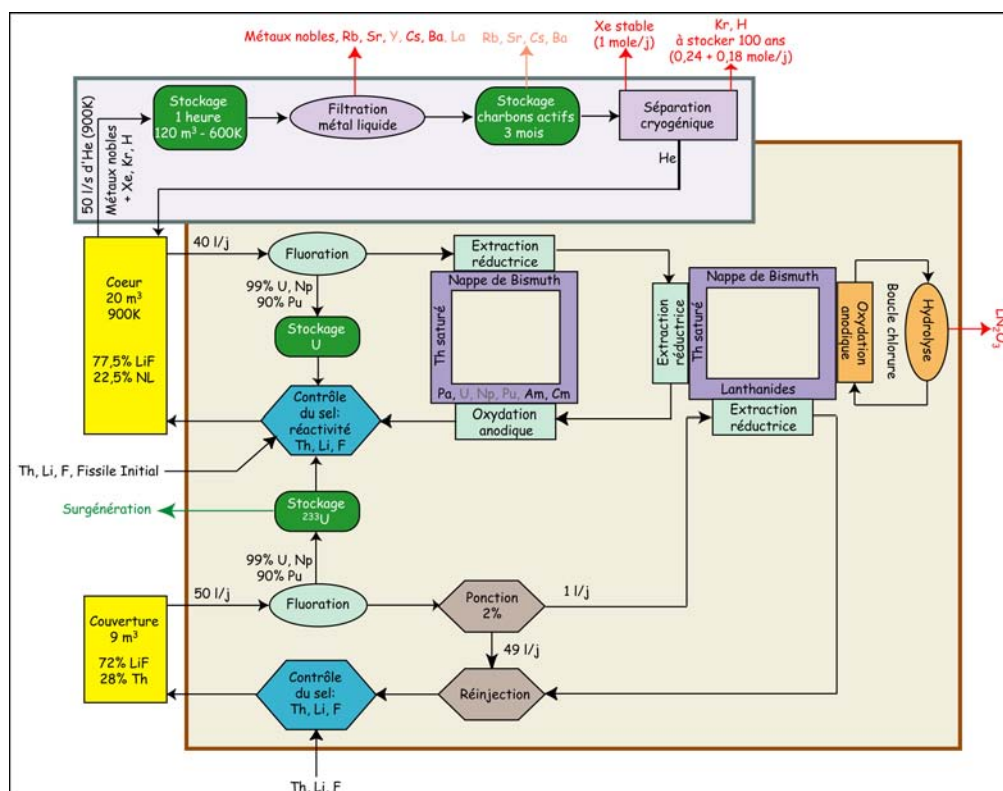 Métaux nobles, Rb, Sr, Y, Cs, Ba, La
Rb, Sr, Cs, Ba
Xe stable
(1 mole/j)
Kr, H
à stocker 100 ans
(0,24 + 0,18 mole/j)
50 l/s d'He (900K)
Métaux nobles
+ Xe, Kr, H
Stockage
1 heure
120 m³ - 600K
Filtration
métal liquide
Stockage
charbons actifs
3 mois
Séparation
cryogénique
He
Coeur
20 m³
900K
77,5% LiF
22,5% NL
40 l/j
Fluoration
99% U, Np
90% Pu
Stockage
U
Contrôle
du sel:
réactivité
Th, Li, F
Th, Li, F, Fissile Initial
Extraction
réductrice
Nappe de Bismuth
Th saturé
Pa, U, Np, Pu, Am, Cm
Oxydation
anodique
Extraction
réductrice
Nappe de Bismuth
Th saturé
Lanthanides
Extraction
réductrice
Oxydation
anodique
Boucle chlorure
Hydrolyse
LN₂O₃
Surgénération
Stockage
²³³U
99% U, Np
90% Pu
Couverture
9 m³
72% LiF
28% Th
50 l/j
Fluoration
Ponction
2%
1 l/j
49 l/j
Réinjection
Contrôle
du sel:
Th, Li, F
Th, Li, F